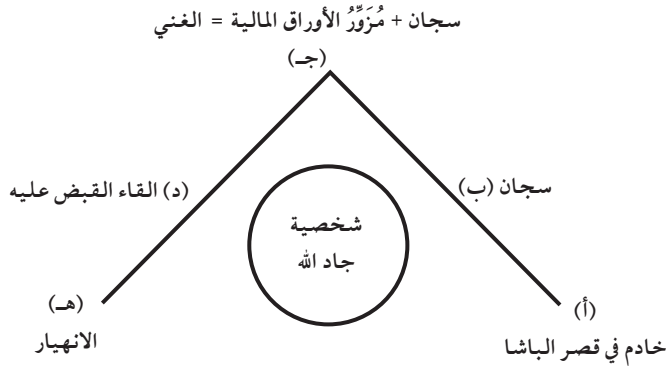 سجان + مُزَوِّرُ الأوراق المالية = الغني
(جـ)
سجان (ب)
(د) القاء القبض عليه
شخصية
جاد الله
(أ)
خادم في قصر الباشا
(هـ)
الانهيار